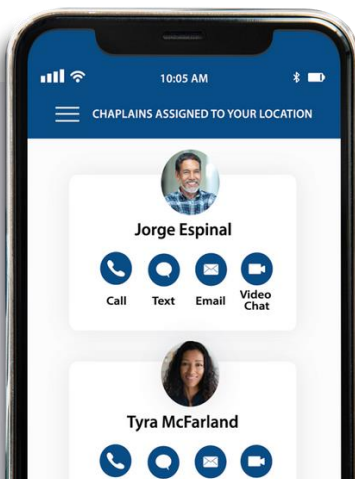 10:05 AM
CHAPLAINS ASSIGNED TO YOUR LOCATION
Jorge Espinal
Call Text Email Video
Chat
Tyra McFarland